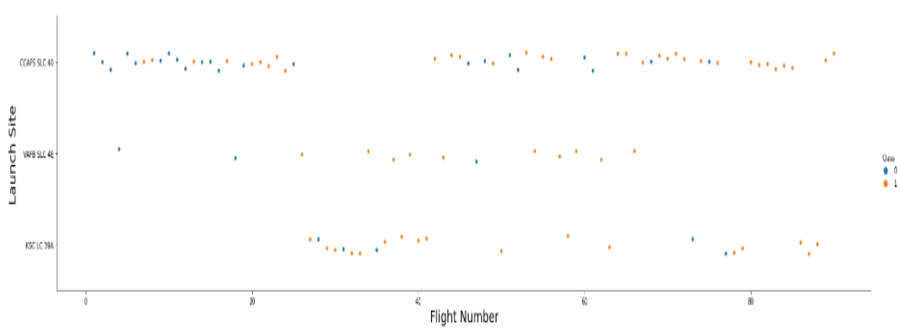 CCAFS SLC 40
VAFB SLC 4E
KSC LC 39A
Launch Site
0
20
40
60
80
Flight Number
Class
0
1